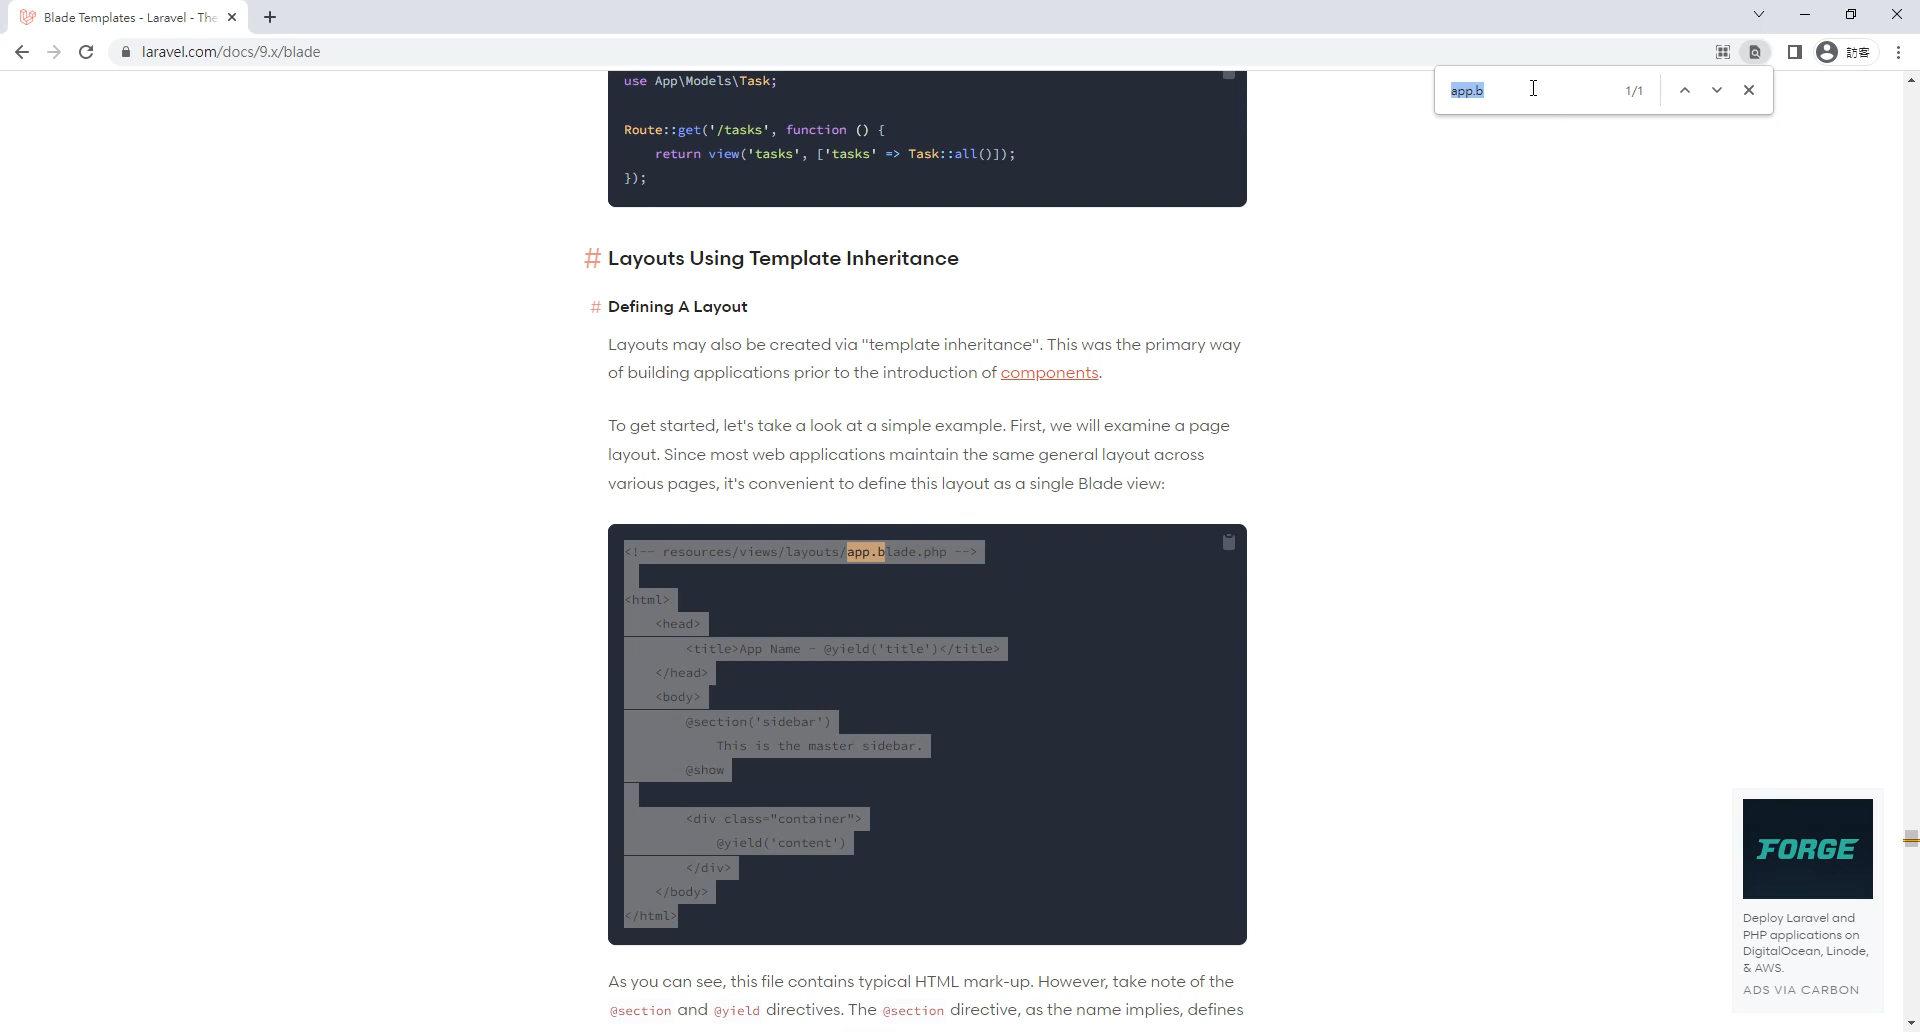 Blade Templates - Laravel - The
laravel.com/docs/9.x/blade
訪客
app.b
1/1
use App\Models\Task;
Route::get('/tasks', function () {
return view('tasks', ['tasks' => Task::all()]);
});
# Layouts Using Template Inheritance
# Defining A Layout
Layouts may also be created via "template inheritance". This was the primary way
of building applications prior to the introduction of components.
To get started, let's take a look at a simple example. First, we will examine a page
layout. Since most web applications maintain the same general layout across
various pages, it's convenient to define this layout as a single Blade view:
<!-- resources/views/layouts/app.blade.php -->
<html>
<head>
<title>App Name - @yield('title')</title>
</head>
<body>
@section('sidebar')
This is the master sidebar.
@show
<div class="container">
@yield('content')
</div>
</body>
</html>
As you can see, this file contains typical HTML mark-up. However, take note of the
@section and @yield directives. The @section directive, as the name implies, defines
FORGE
Deploy Laravel and
PHP applications on
DigitalOcean, Linode,
& AWS.
ADS VIA CARBON